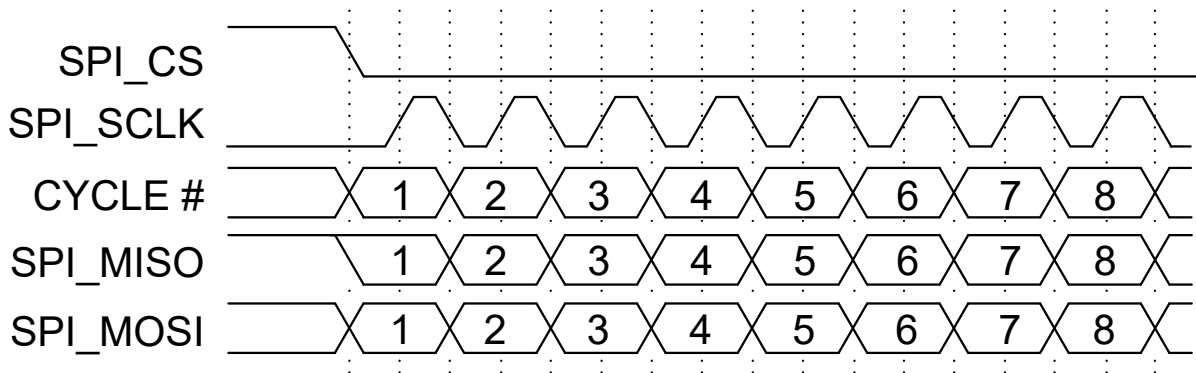 SPI_CS
SPI_SCLK
CYCLE # 1 2 3 4 5 6 7 8
SPI_MISO 1 2 3 4 5 6 7 8
SPI_MOSI 1 2 3 4 5 6 7 8